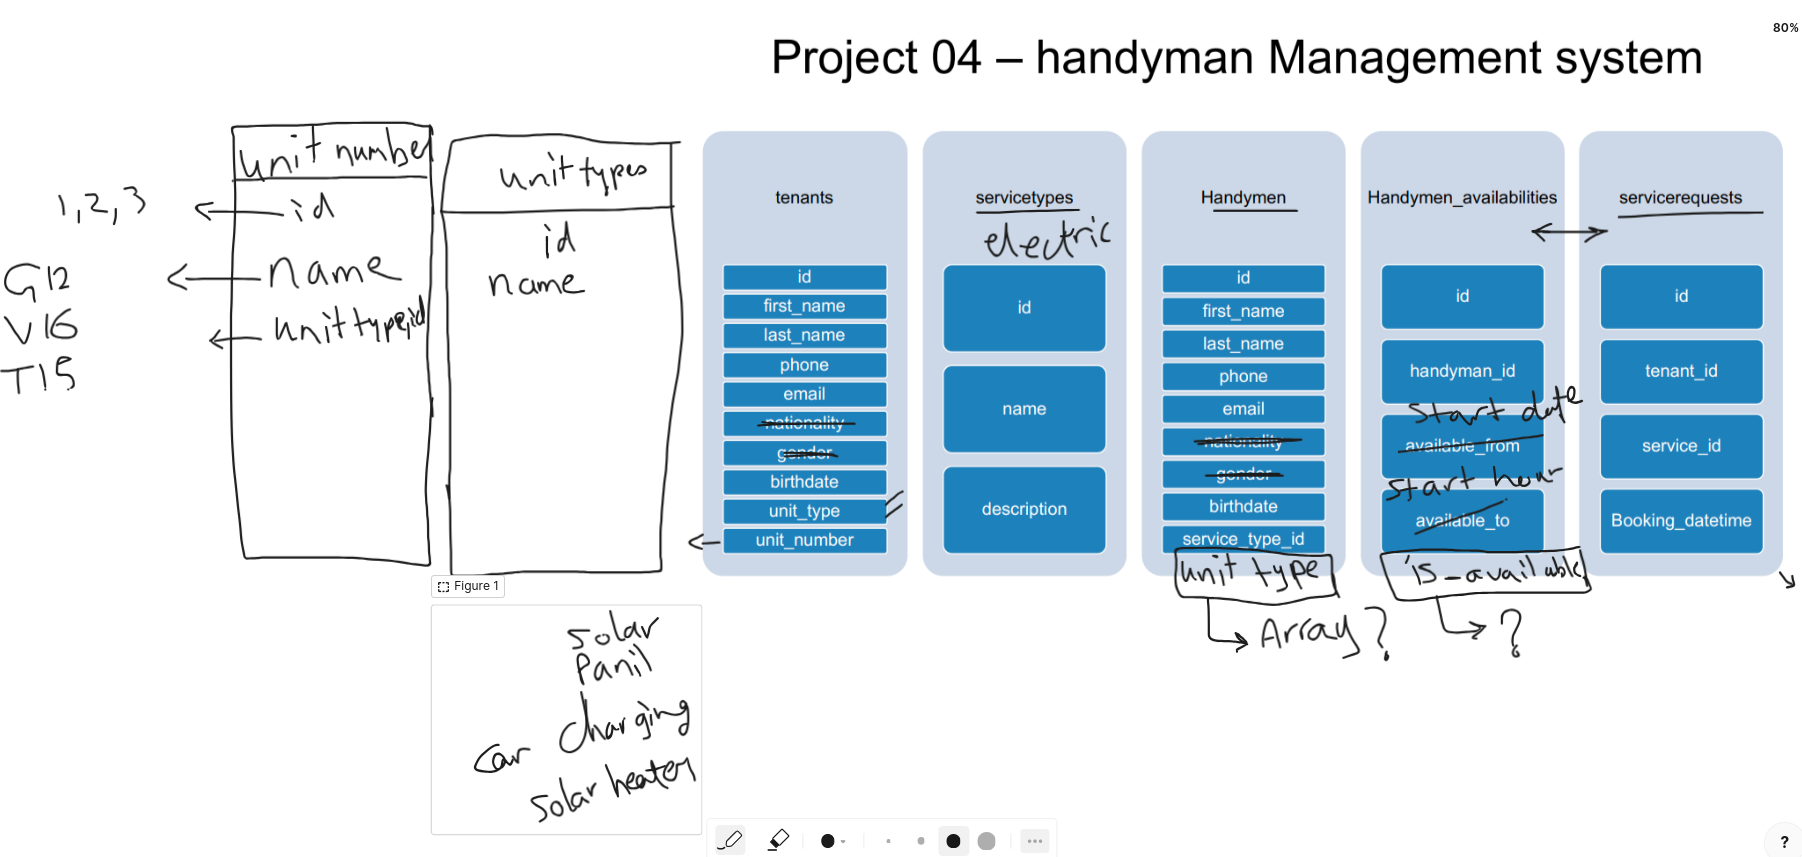 80%
Project 04 – handyman Management system
unit number
id
name
unittypeid
1,2,3
G12
V16
T15
unit types
id
name
tenants
id
first_name
last_name
phone
email
nationality
gender
birthdate
unit_type
unit_number
servicetypes
electric
id
name
description
Handymen
id
first_name
last_name
phone
email
nationality
gender
birthdate
service_type_id
unit type
Array?
Handymen_availabilities
id
handyman_id
start date
available_from
start hour
available_to
is_available
?
servicerequests
id
tenant_id
service_id
Booking_datetime
Figure 1
solar
Panil
car charging
solar heater
?